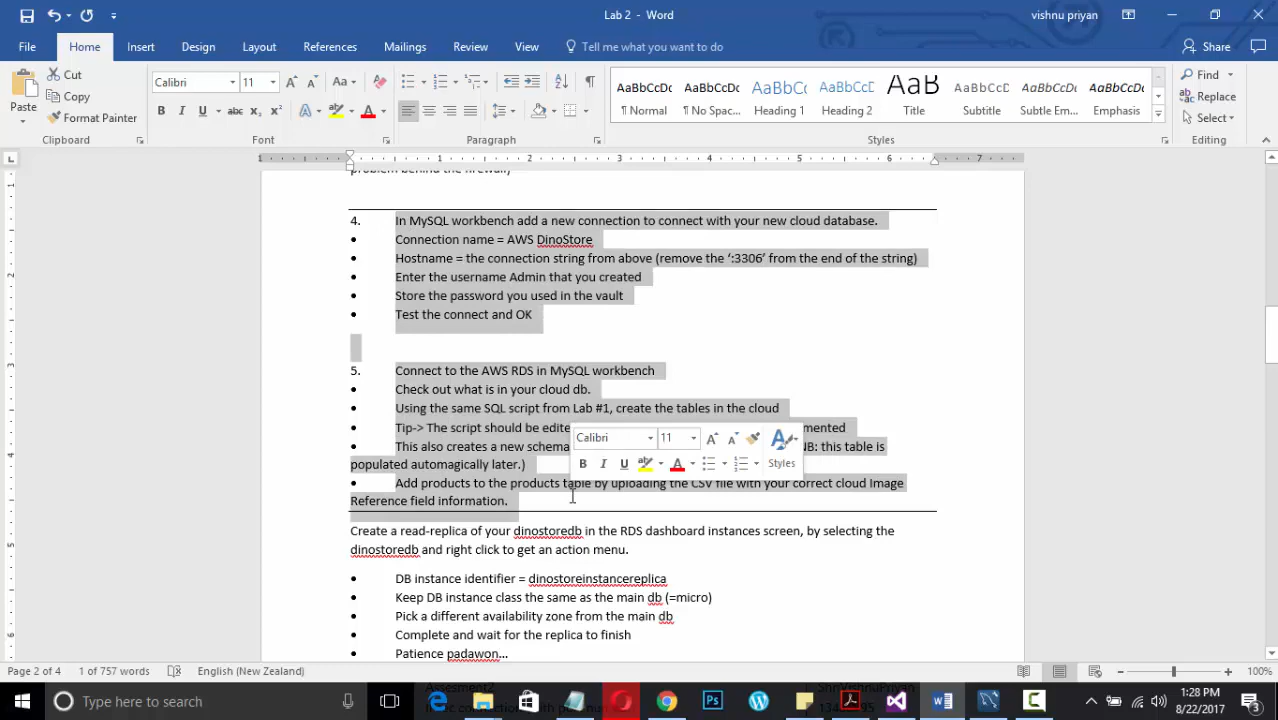 Lab 2 - Word
vishnu priyan
File Home Insert Design Layout References Mailings Review View Tell me what you want to do Share
Paste
Cut
Copy
Format Painter
Clipboard
Calibri 11
Font
Paragraph
AaBbCcDc AaBbCcDc AaBbC( AaBbCcC AaB AaBbCcC AaBbCcDc AaBbCcDc
¶ Normal ¶ No Spac... Heading 1 Heading 2 Title Subtitle Subtle Em... Emphasis
Styles
Find
Replace
Select
Editing
problem behind the firewall)
4. In MySQL workbench add a new connection to connect with your new cloud database.
• Connection name = AWS DinoStore
• Hostname = the connection string from above (remove the ‘:3306’ from the end of the string)
• Enter the username Admin that you created
• Store the password you used in the vault
• Test the connect and OK
5. Connect to the AWS RDS in MySQL workbench
• Check out what is in your cloud db.
• Using the same SQL script from Lab #1, create the tables in the cloud
• Tip-> The script should be edite mented
• This also creates a new schema NB: this table is
populated automagically later.)
• Add products to the products table by uploading the CSV file with your correct cloud Image
Reference field information.
Calibri 11
Styles
Create a read-replica of your dinostoredb in the RDS dashboard instances screen, by selecting the
dinostoredb and right click to get an action menu.
• DB instance identifier = dinostoreinstancereplica
• Keep DB instance class the same as the main db (=micro)
• Pick a different availability zone from the main db
• Complete and wait for the replica to finish
• Patience padawon...
Page 2 of 4 1 of 757 words English (New Zealand) 100%
Type here to search
1:28 PM
8/22/2017